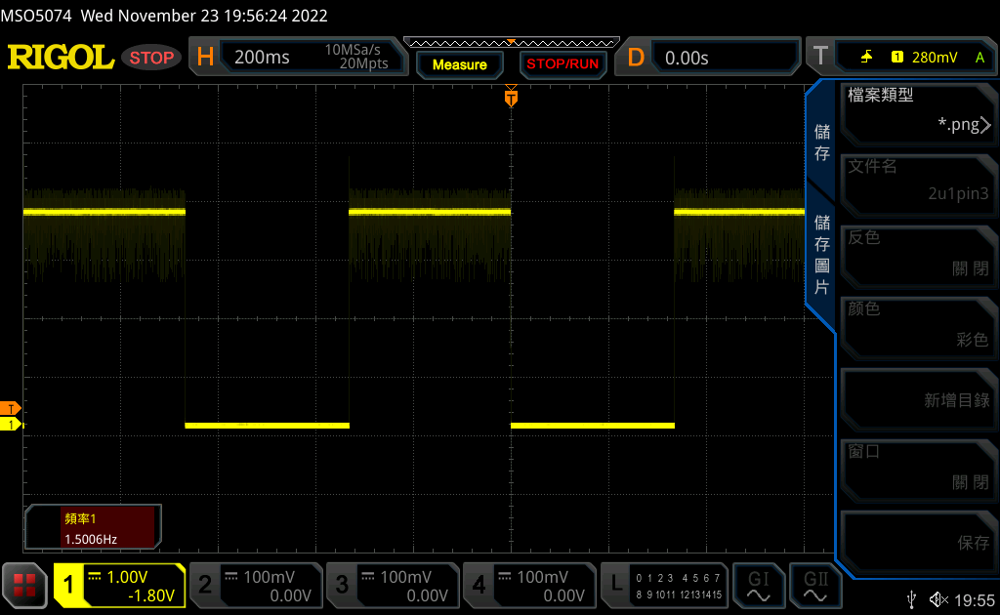 MSO5074 Wed November 23 19:56:24 2022
RIGOL STOP H 200ms 10MSa/s 20Mpts Measure STOP/RUN D 0.00s T 1 280mV A
T
儲存
儲存圖片
檔案類型
*.png
文件名
2u1pin3
反色
關 閉
颜色
彩色
新增目錄
窗口
關 閉
保存
T
1
頻率1
1.5006Hz
1 1.00V -1.80V
2 100mV 0.00V
3 100mV 0.00V
4 100mV 0.00V
L 0 1 2 3 4 5 6 7
8 9 10 11 12 13 14 15
GI
GII
19:55